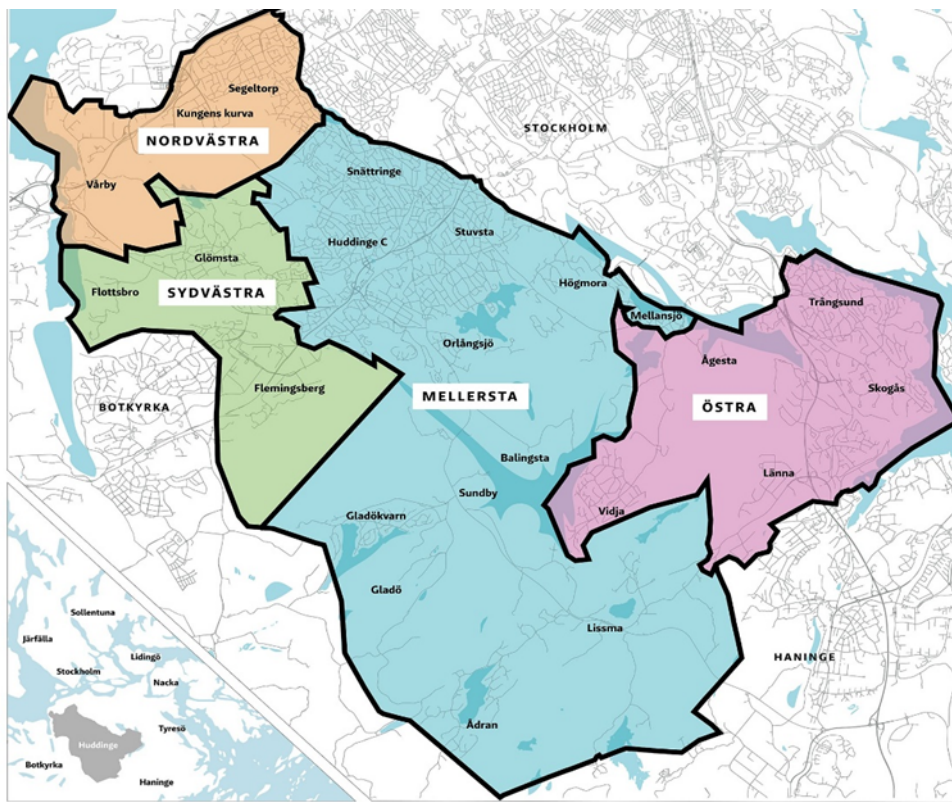 Segeltorp
Kungens kurva
NORDVÄSTRA
STOCKHOLM
Snättringe
Vårby
Stuvsta
Huddinge C
Glömsta
Högmora
Flottsbro
SYDVÄSTRA
Trångsund
Mellansjö
Orlångsjö
Ågesta
Flemingsberg
Skogås
MELLERSTA
ÖSTRA
BOTKYRKA
Balingsta
Länna
Sundby
Vidja
Gladökvarn
Gladö
Lissma
HANINGE
Ådran
Sollentuna
Järfälla
Lidingö
Stockholm
Nacka
Tyresö
Huddinge
Botkyrka
Haninge